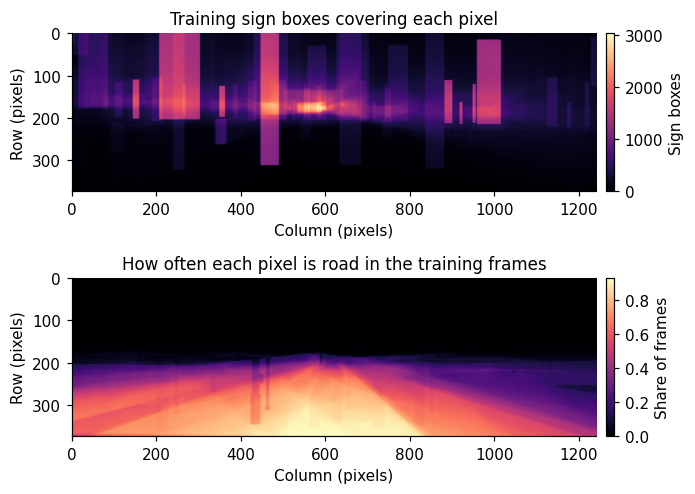 Training sign boxes covering each pixel
0
100
200
300
Row (pixels)
0 200 400 600 800 1000 1200
Column (pixels)
3000
2000
1000
0
Sign boxes
How often each pixel is road in the training frames
0
100
200
300
Row (pixels)
0 200 400 600 800 1000 1200
Column (pixels)
0.8
0.6
0.4
0.2
0.0
Share of frames